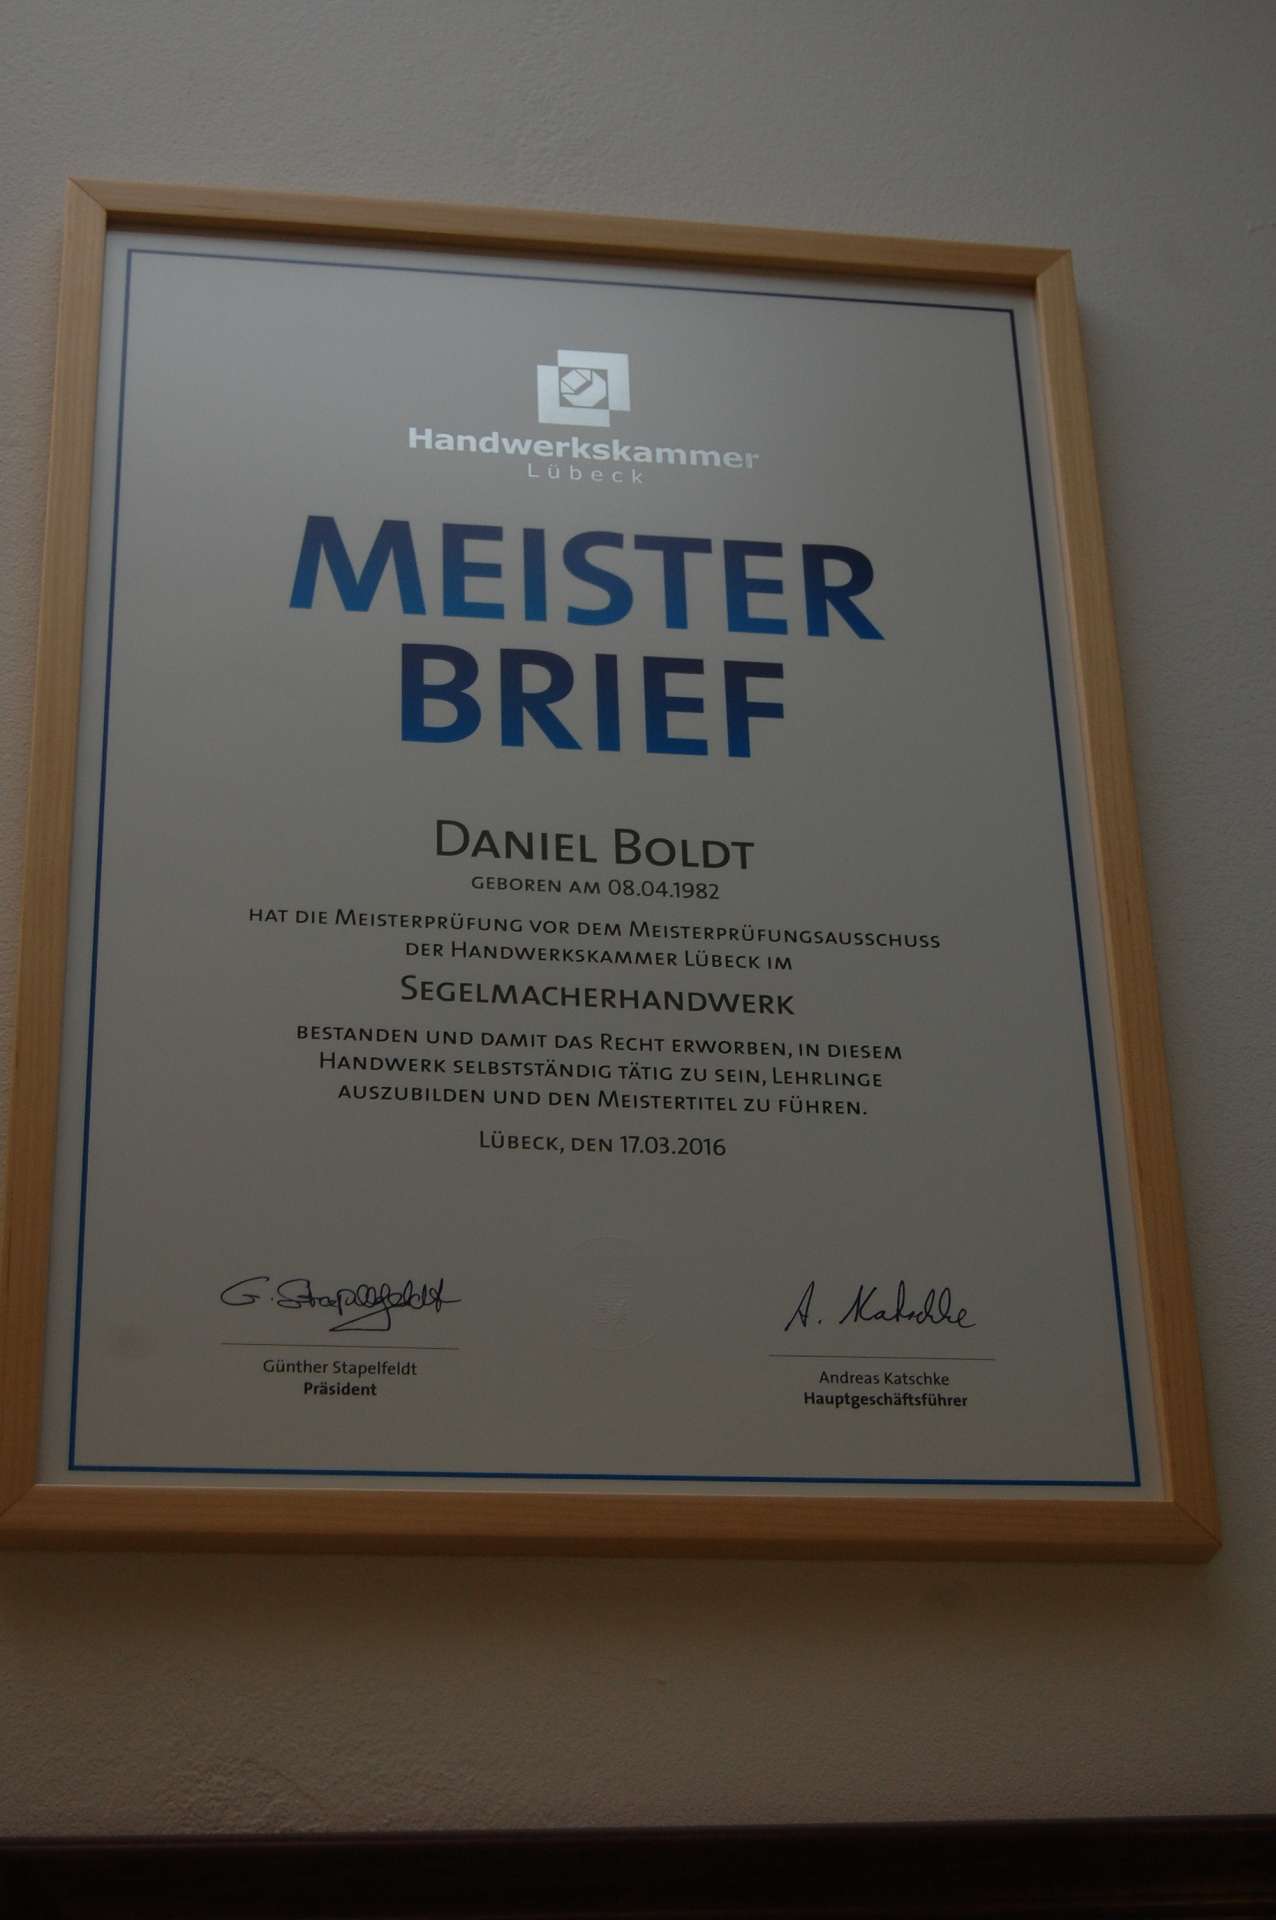 Handwerkskammer
Lübeck
MEISTER
BRIEF
DANIEL BOLDT
GEBOREN AM 08.04.1982
HAT DIE MEISTERPRÜFUNG VOR DEM MEISTERPRÜFUNGSAUSSCHUSS
DER HANDWERKSKAMMER LÜBECK IM
SEGELMACHERHANDWERK
BESTANDEN UND DAMIT DAS RECHT ERWORBEN, IN DIESEM
HANDWERK SELBSTSTÄNDIG TÄTIG ZU SEIN, LEHRLINGE
AUSZUBILDEN UND DEN MEISTERTITEL ZU FÜHREN.
LÜBECK, DEN 17.03.2016
G. Stapelfeldt
A. Katschke
Günther Stapelfeldt
Präsident
Andreas Katschke
Hauptgeschäftsführer